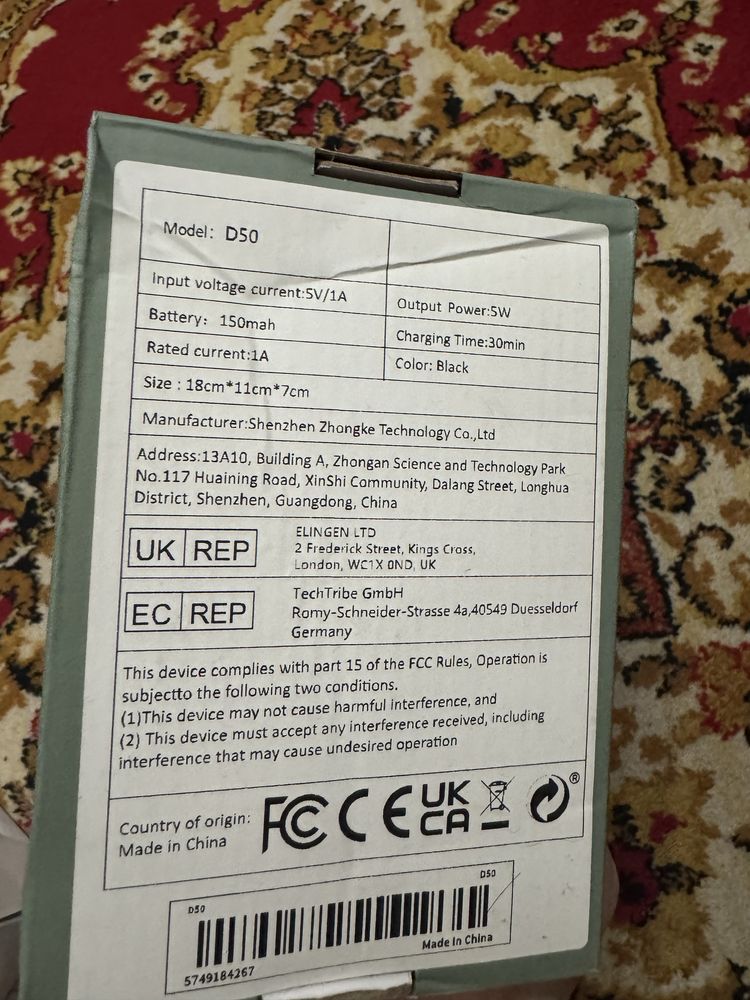 Model: D50
Input voltage current:5V/1A
Output Power:5W
Battery: 150mah
Charging Time:30min
Rated current:1A
Color: Black
Size : 18cm*11cm*7cm
Manufacturer:Shenzhen Zhongke Technology Co.,Ltd
Address:13A10, Building A, Zhongan Science and Technology Park
No.117 Huaining Road, XinShi Community, Dalang Street, Longhua
District, Shenzhen, Guangdong, China
UK REP
ELINGEN LTD
2 Frederick Street, Kings Cross,
London, WC1X 0ND, UK
EC REP
TechTribe GmbH
Romy-Schneider-Strasse 4a,40549 Duesseldorf
Germany
This device complies with part 15 of the FCC Rules, Operation is
subjectto the following two conditions.
(1)This device may not cause harmful interference, and
(2) This device must accept any interference received, including
interference that may cause undesired operation
Country of origin:
Made in China
FC CE UK
CA
®
D50
D50
5749184267
Made In China